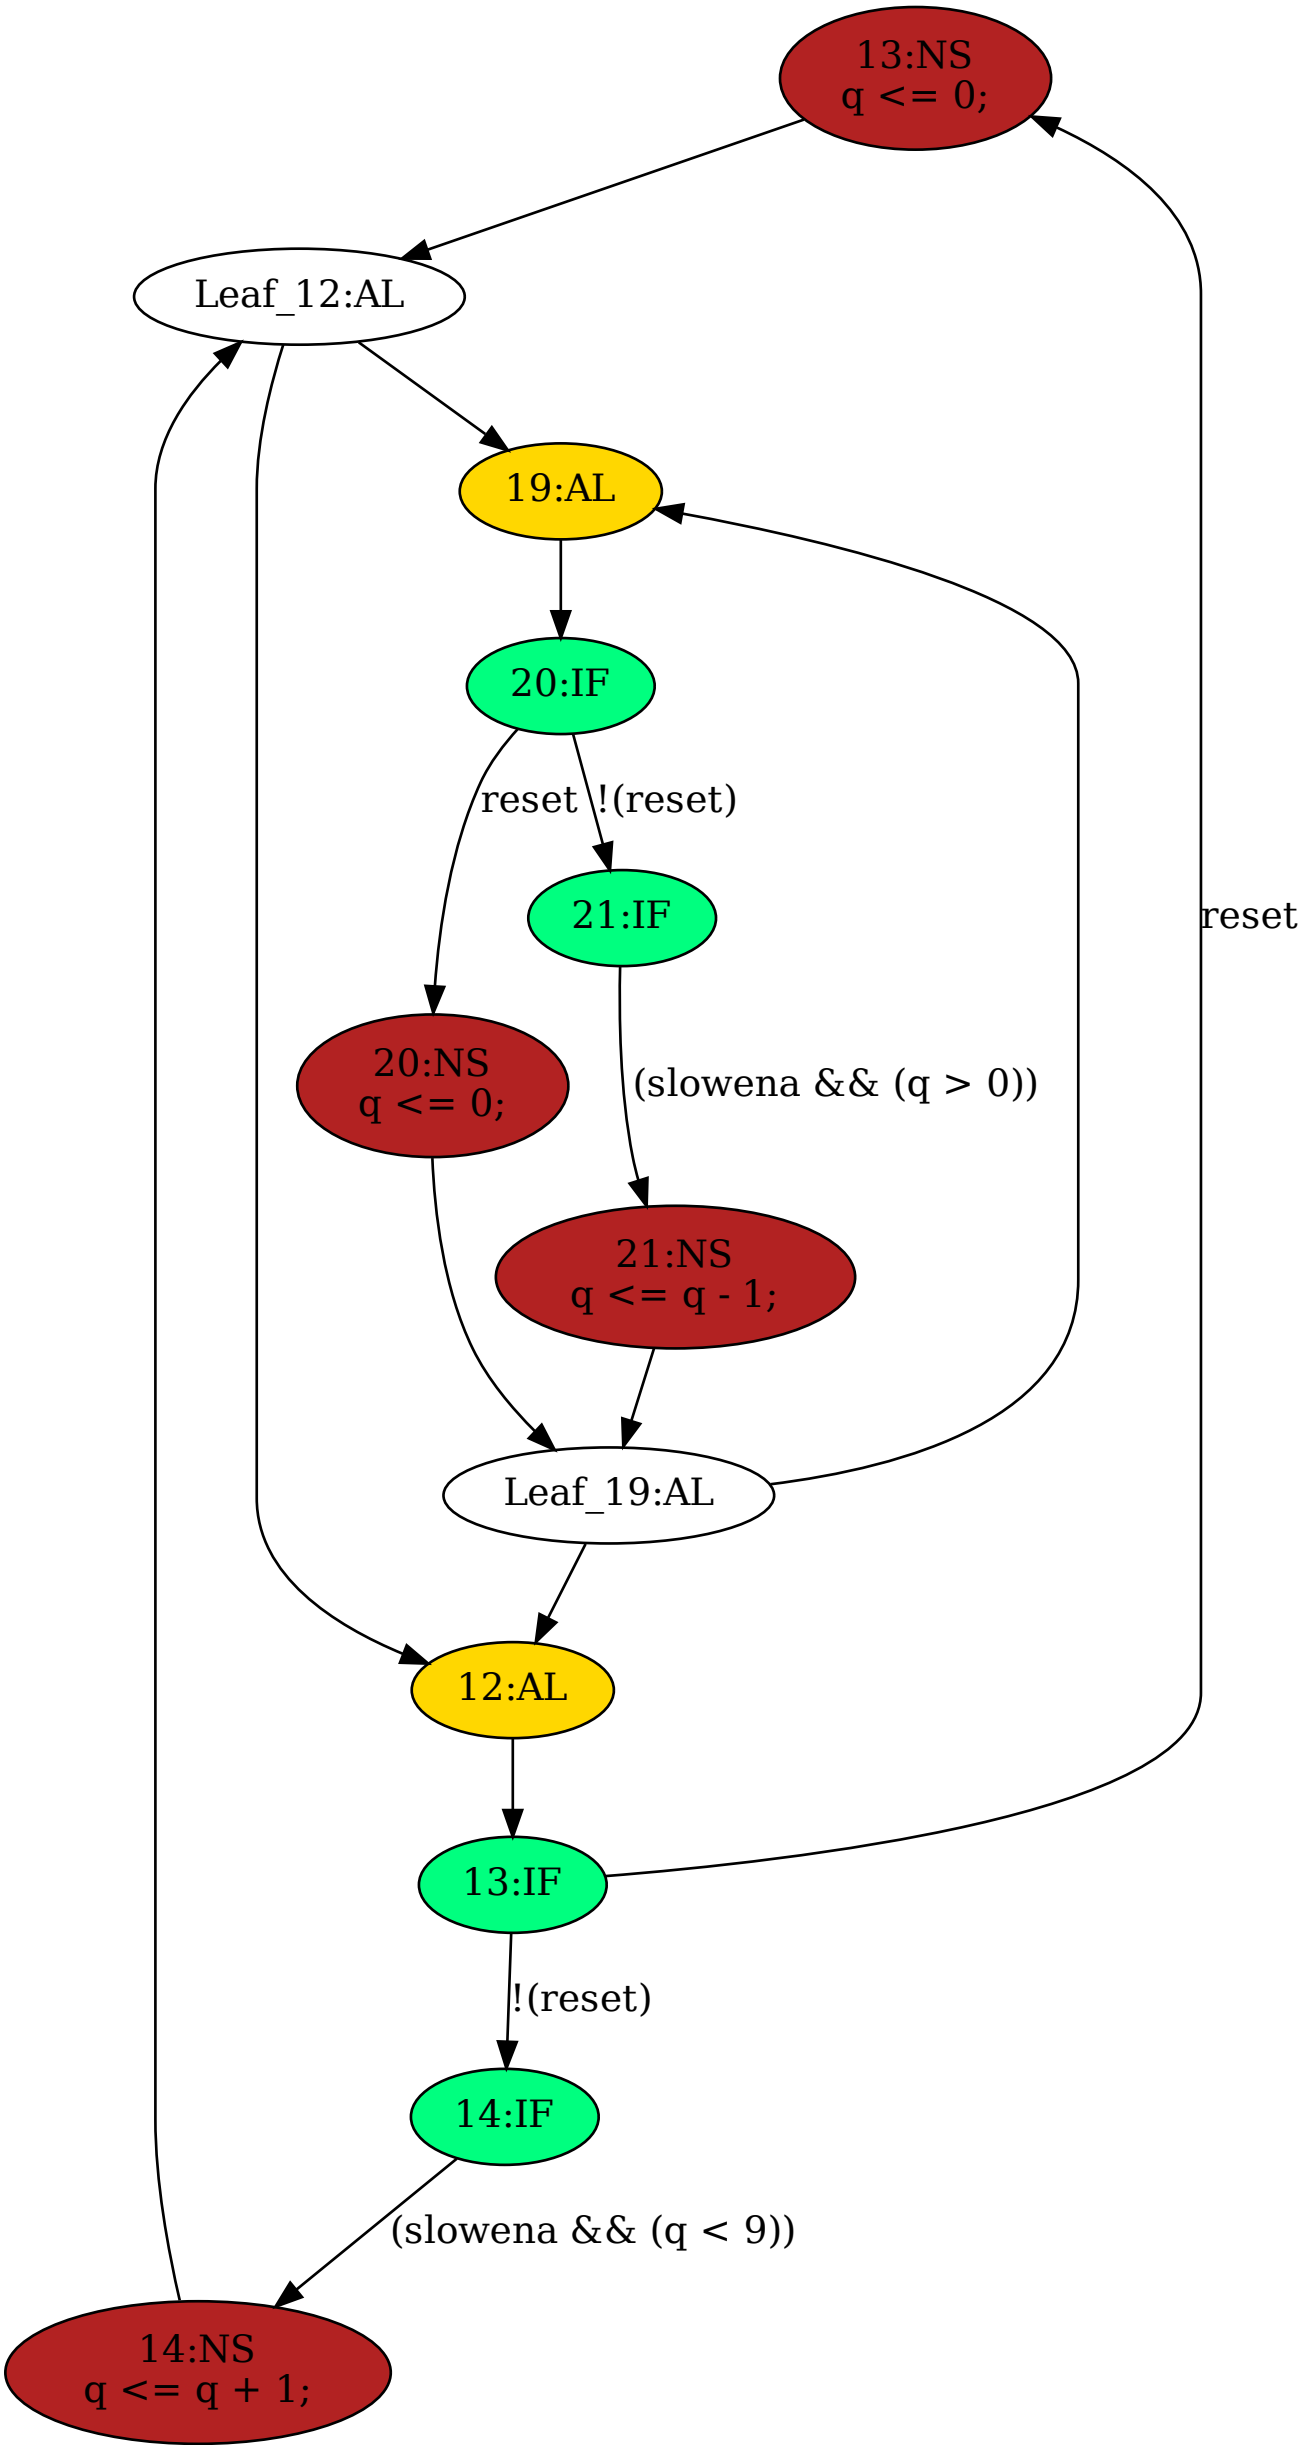 13:NS
q <= 0;
Leaf_12:AL
19:AL
20:IF
reset
!(reset)
21:IF
reset
20:NS
q <= 0;
(slowena && (q > 0))
21:NS
q <= q - 1;
Leaf_19:AL
12:AL
13:IF
!(reset)
14:IF
(slowena && (q < 9))
14:NS
q <= q + 1;